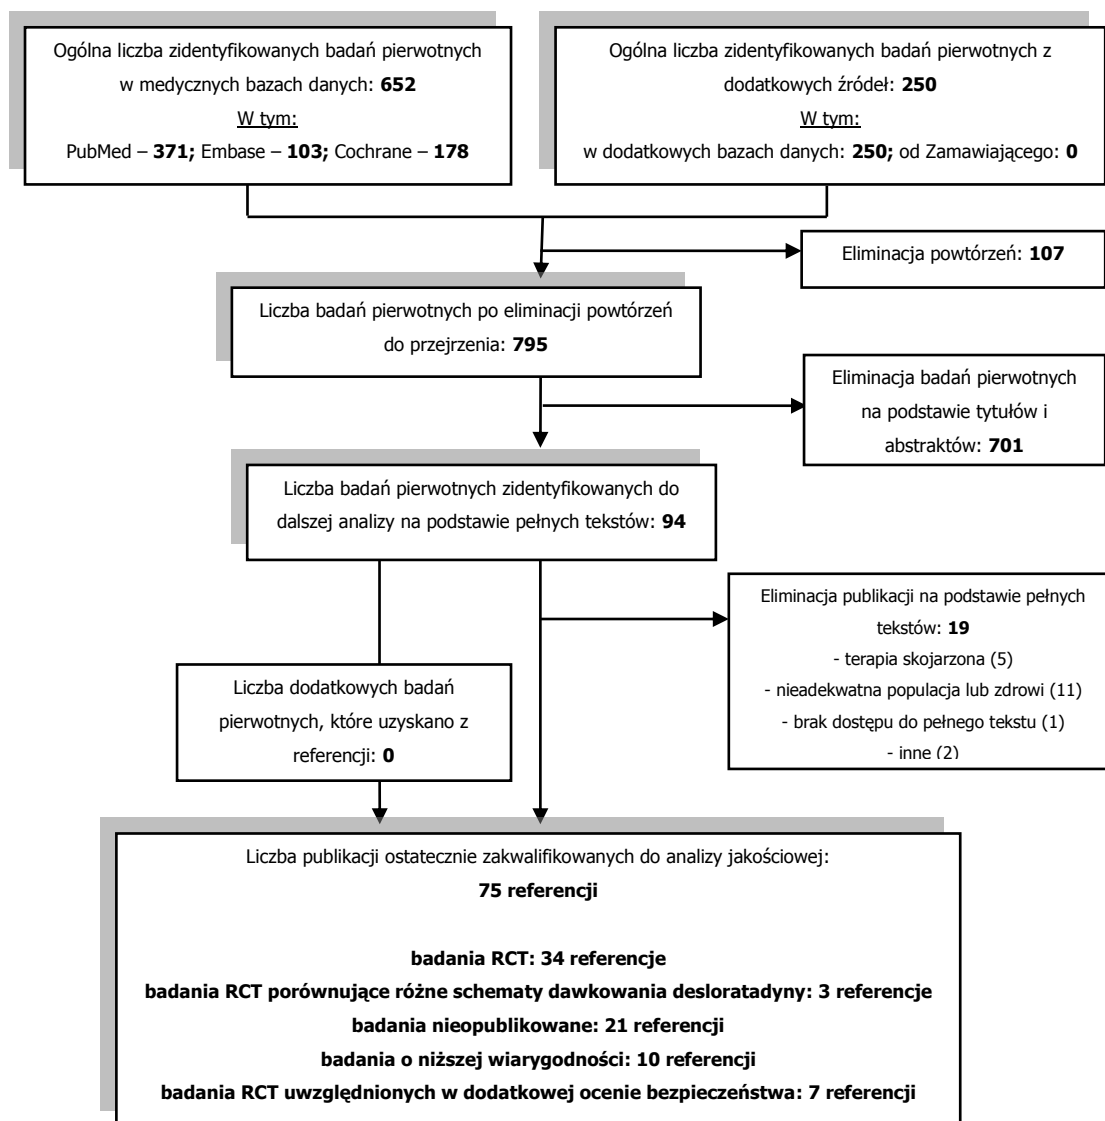 Ogólna liczba zidentyfikowanych badań pierwotnych
w medycznych bazach danych: 652
W tym:
PubMed – 371; Embase – 103; Cochrane – 178
Ogólna liczba zidentyfikowanych badań pierwotnych z
dodatkowych źródeł: 250
W tym:
w dodatkowych bazach danych: 250; od Zamawiającego: 0
Eliminacja powtórzeń: 107
Liczba badań pierwotnych po eliminacji powtórzeń
do przejrzenia: 795
Eliminacja badań pierwotnych
na podstawie tytułów i
abstraktów: 701
Liczba badań pierwotnych zidentyfikowanych do
dalszej analizy na podstawie pełnych tekstów: 94
Eliminacja publikacji na podstawie pełnych
tekstów: 19
- terapia skojarzona (5)
- nieadekwatna populacja lub zdrowi (11)
- brak dostępu do pełnego tekstu (1)
- inne (2)
Liczba dodatkowych badań
pierwotnych, które uzyskano z
referencji: 0
Liczba publikacji ostatecznie zakwalifikowanych do analizy jakościowej:
75 referencji
badania RCT: 34 referencje
badania RCT porównujące różne schematy dawkowania desloratadyny: 3 referencje
badania nieopublikowane: 21 referencji
badania o niższej wiarygodności: 10 referencji
badania RCT uwzględnionych w dodatkowej ocenie bezpieczeństwa: 7 referencji